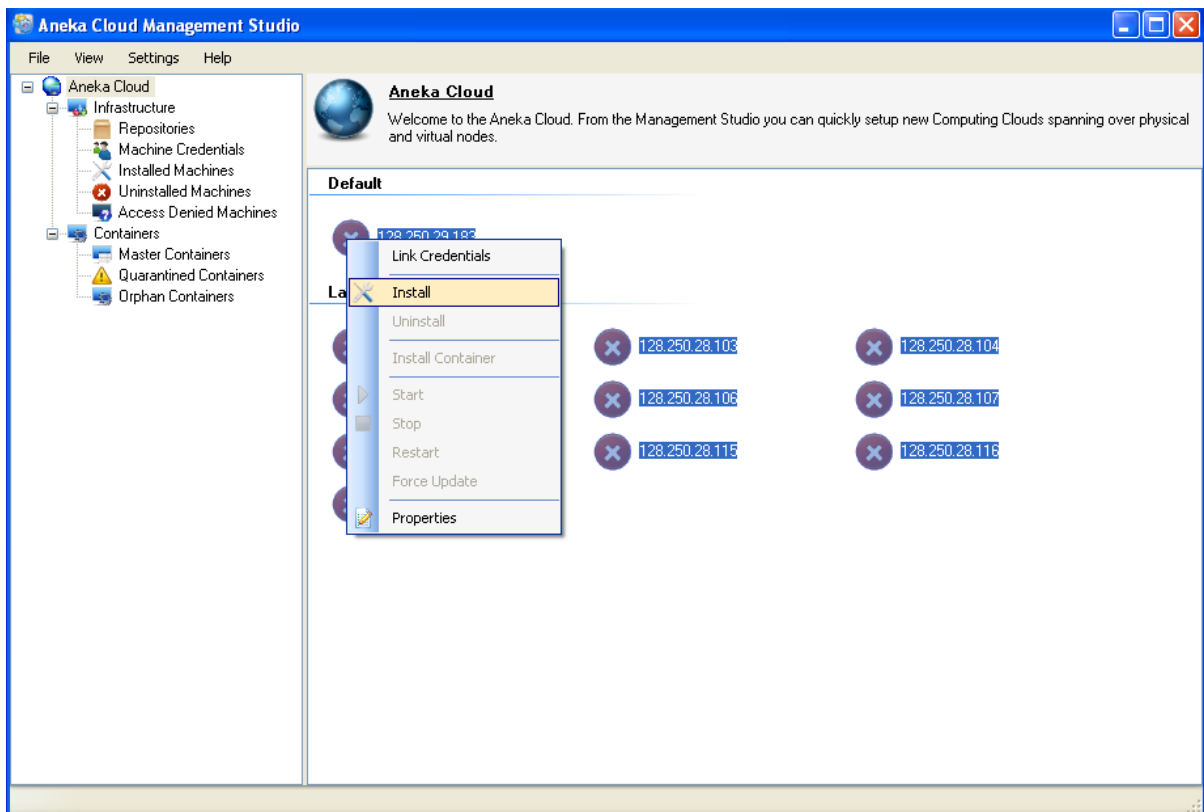 Aneka Cloud Management Studio
File View Settings Help
Aneka Cloud
Infrastructure
Repositories
Machine Credentials
Installed Machines
Uninstalled Machines
Access Denied Machines
Containers
Master Containers
Quarantined Containers
Orphan Containers
Aneka Cloud
Welcome to the Aneka Cloud. From the Management Studio you can quickly setup new Computing Clouds spanning over physical
and virtual nodes.
Default
128.250.29.183
Link Credentials
Install
Uninstall
Install Container
Start
Stop
Restart
Force Update
Properties
128.250.28.103 128.250.28.104
128.250.28.106 128.250.28.107
128.250.28.115 128.250.28.116